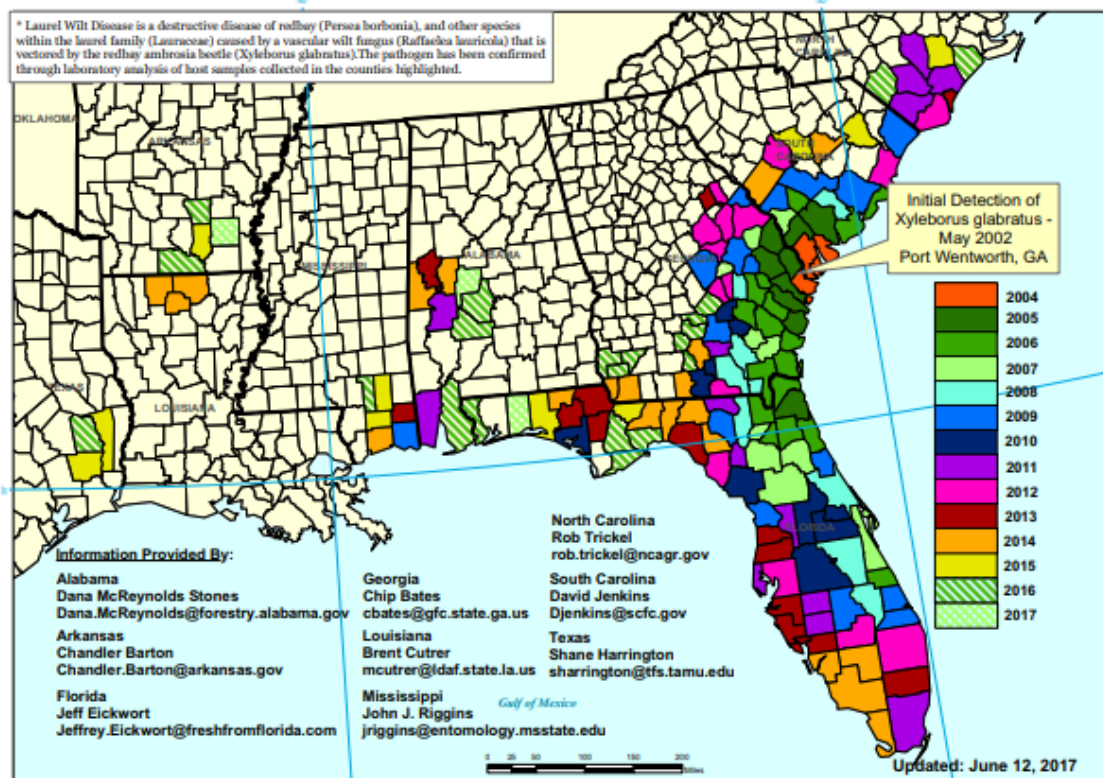 * Laurel Wilt Disease is a destructive disease of redbay (Persea borbonia), and other species
within the laurel family (Lauraceae) caused by a vascular wilt fungus (Raffaelea lauricola) that is
vectored by the redbay ambrosia beetle (Xyleborus glabratus).The pathogen has been confirmed
through laboratory analysis of host samples collected in the counties highlighted.
NORTH
CAROLINA
OKLAHOMA
ARKANSAS
SOUTH
CAROLINA
Initial Detection of
Xyleborus glabratus -
May 2002
Port Wentworth, GA
MISSISSIPPI
ALABAMA
GEORGIA
2004
2005
2006
2007
2008
2009
2010
2011
2012
2013
2014
2015
2016
2017
TEXAS
LOUISIANA
FLORIDA
Information Provided By:
Alabama
Dana McReynolds Stones
Dana.McReynolds@forestry.alabama.gov
Arkansas
Chandler Barton
Chandler.Barton@arkansas.gov
Florida
Jeff Eickwort
Jeffrey.Eickwort@freshfromflorida.com
Georgia
Chip Bates
cbates@gfc.state.ga.us
Louisiana
Brent Cutrer
mcutrer@ldaf.state.la.us
Mississippi
John J. Riggins
jriggins@entomology.msstate.edu
North Carolina
Rob Trickel
rob.trickel@ncagr.gov
South Carolina
David Jenkins
Djenkins@scfc.gov
Texas
Shane Harrington
sharrington@tfs.tamu.edu
Gulf of Mexico
0 25 50 100 150 200
Miles
Updated: June 12, 2017